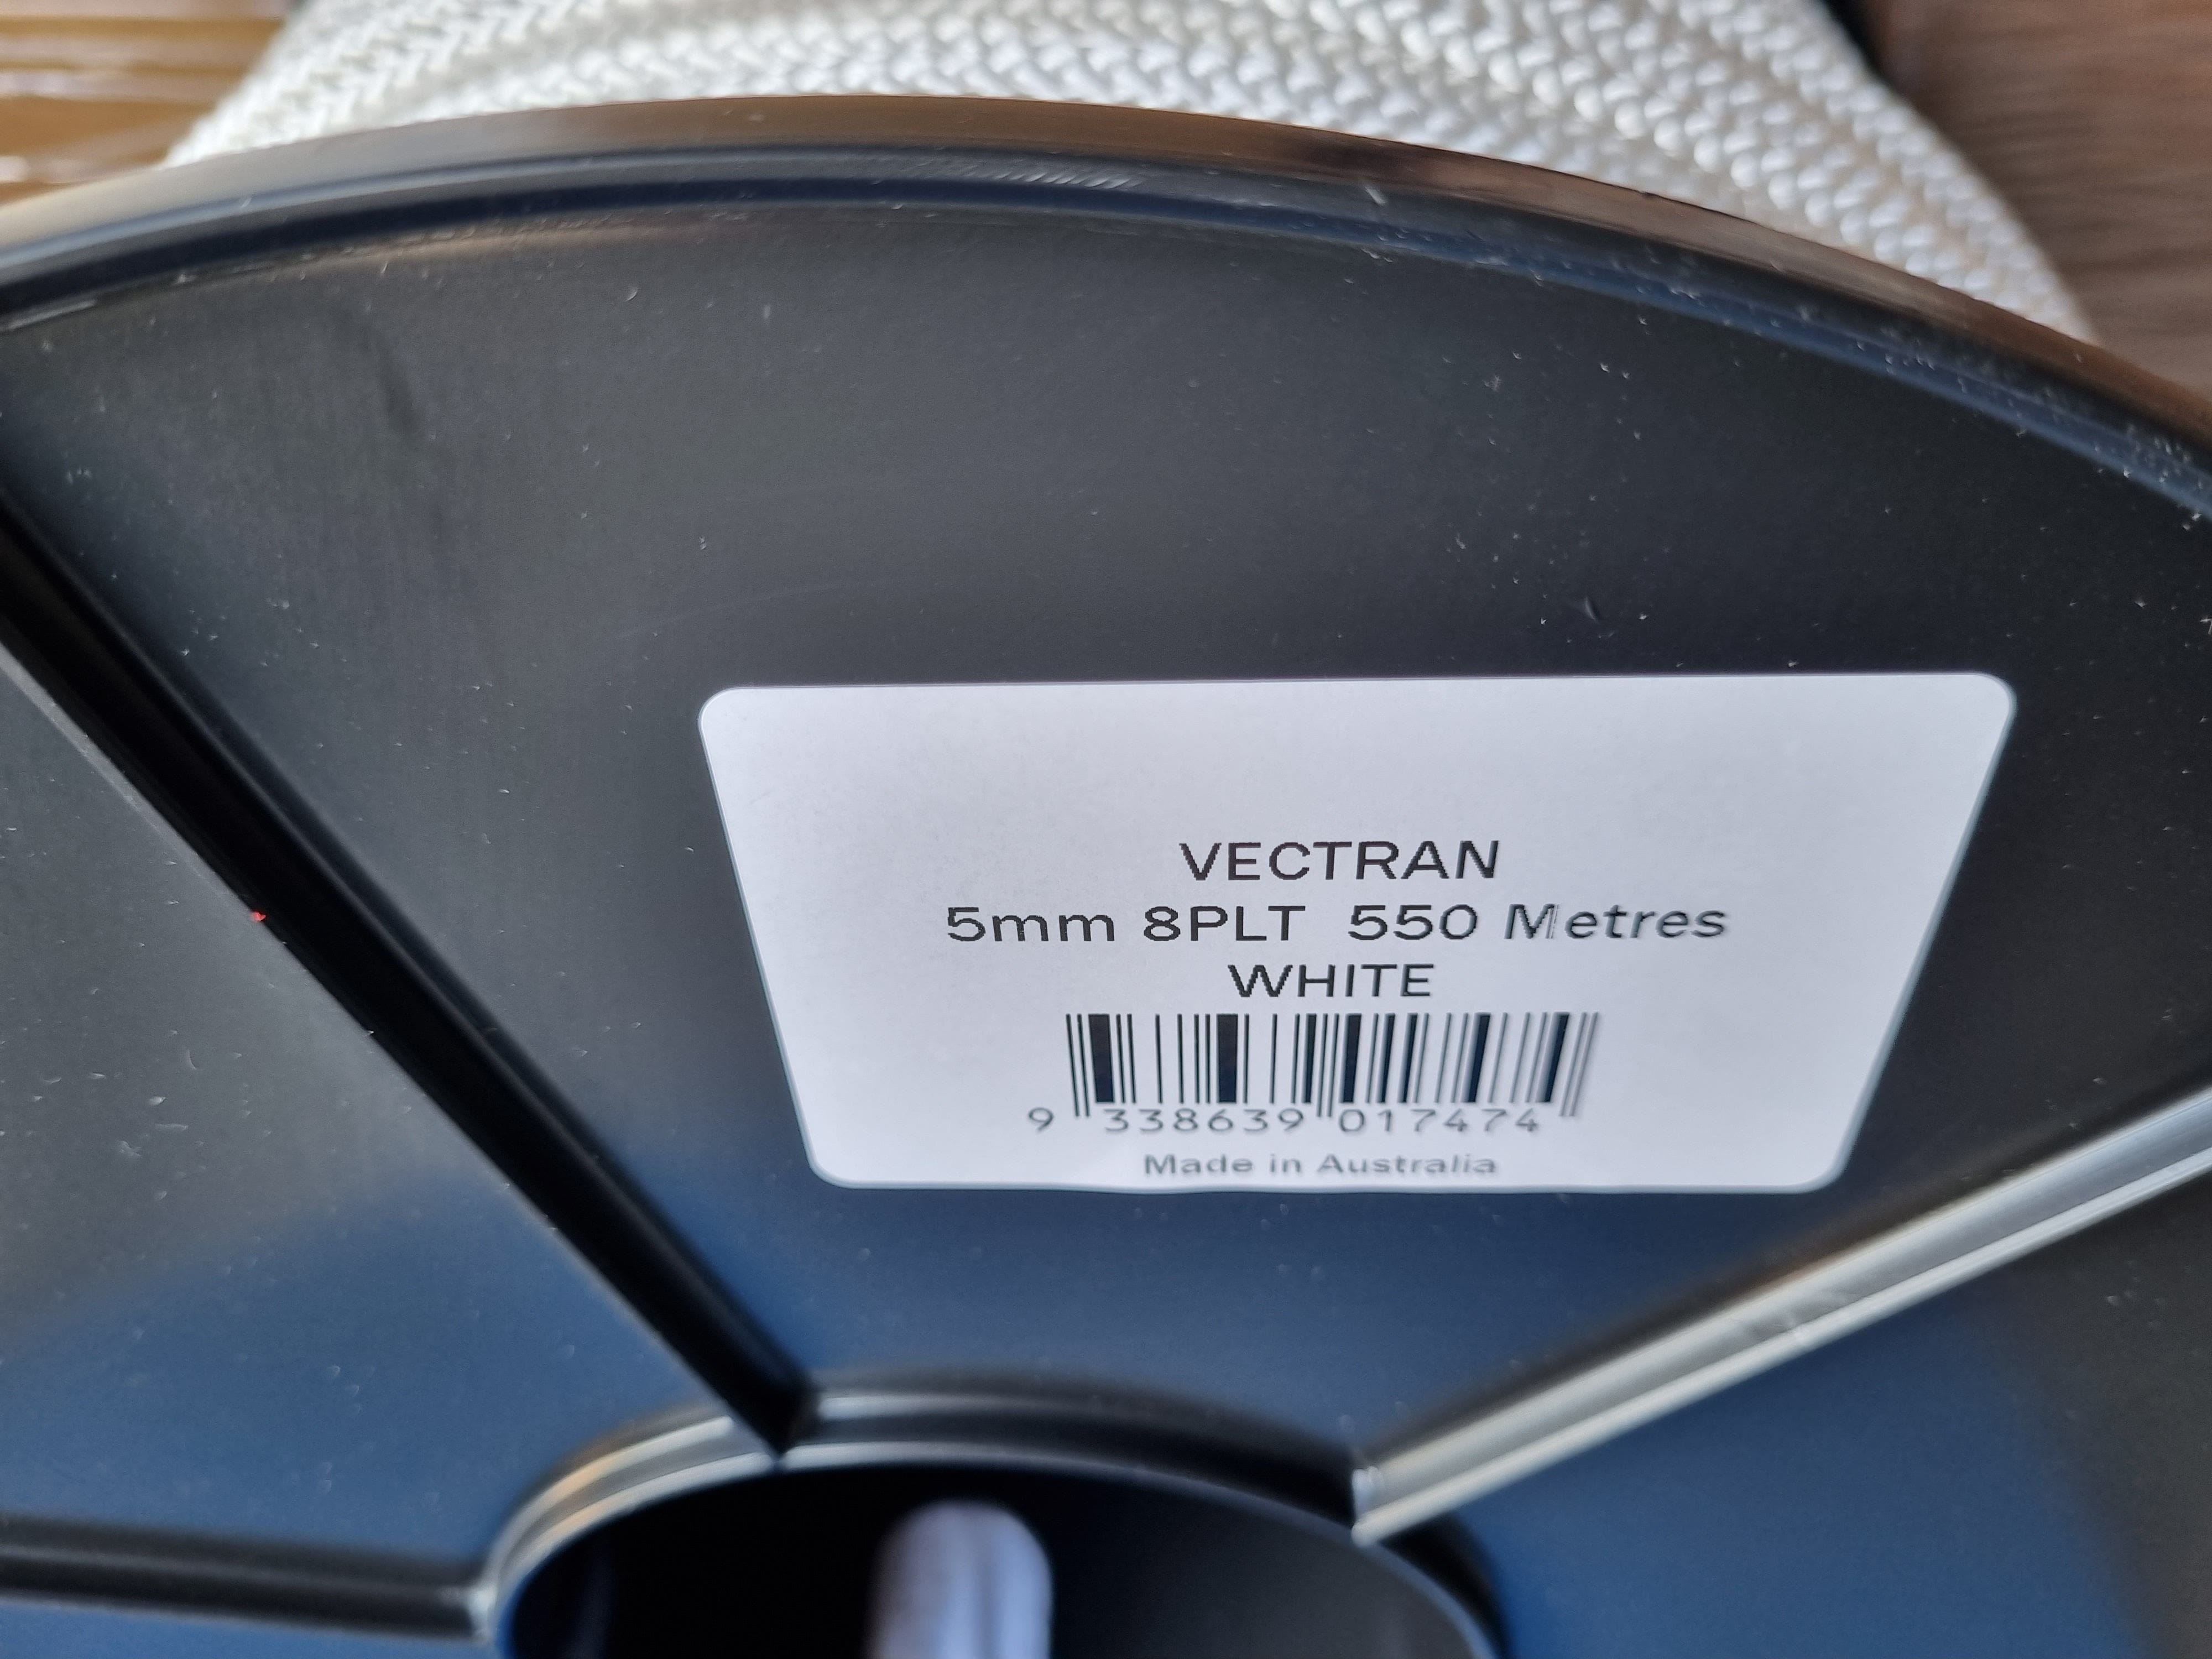 VECTRAN
5mm 8PLT 550 Metres
WHITE
9 338639 017474
Made in Australia